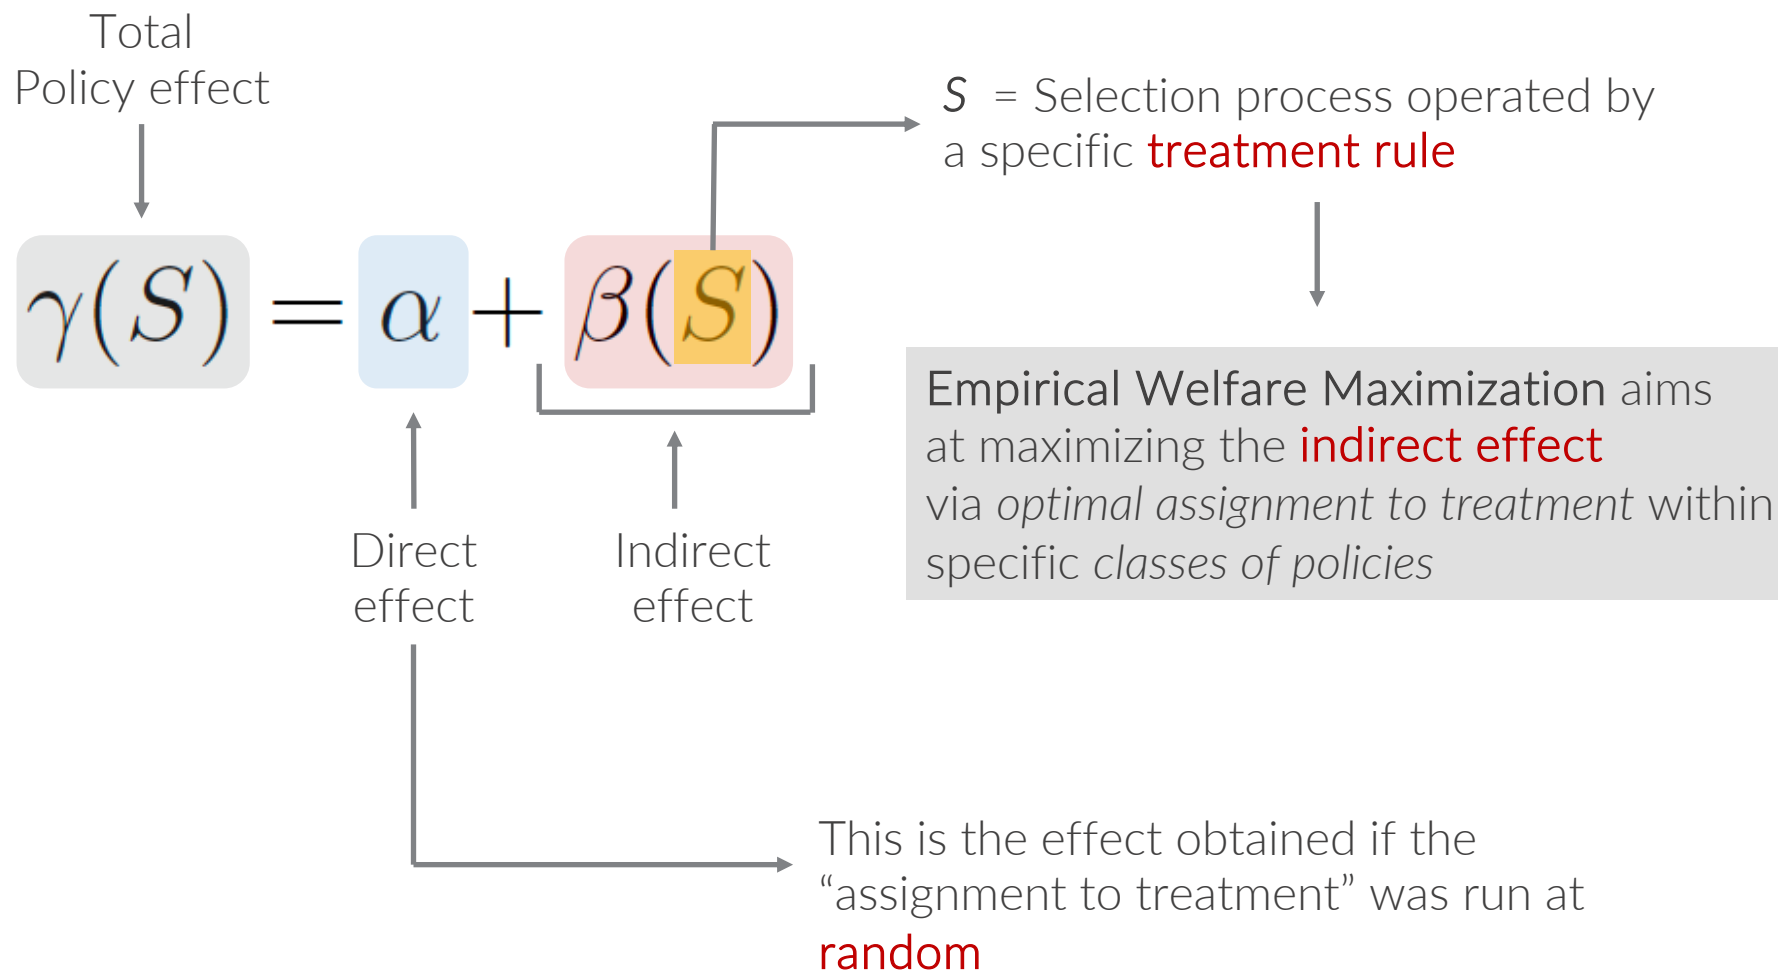 Total
Policy effect
S = Selection process operated by
a specific treatment rule
γ(S) = α + β(S)
Empirical Welfare Maximization aims
at maximizing the indirect effect
via optimal assignment to treatment within
specific classes of policies
Direct
effect
Indirect
effect
This is the effect obtained if the
“assignment to treatment” was run at
random